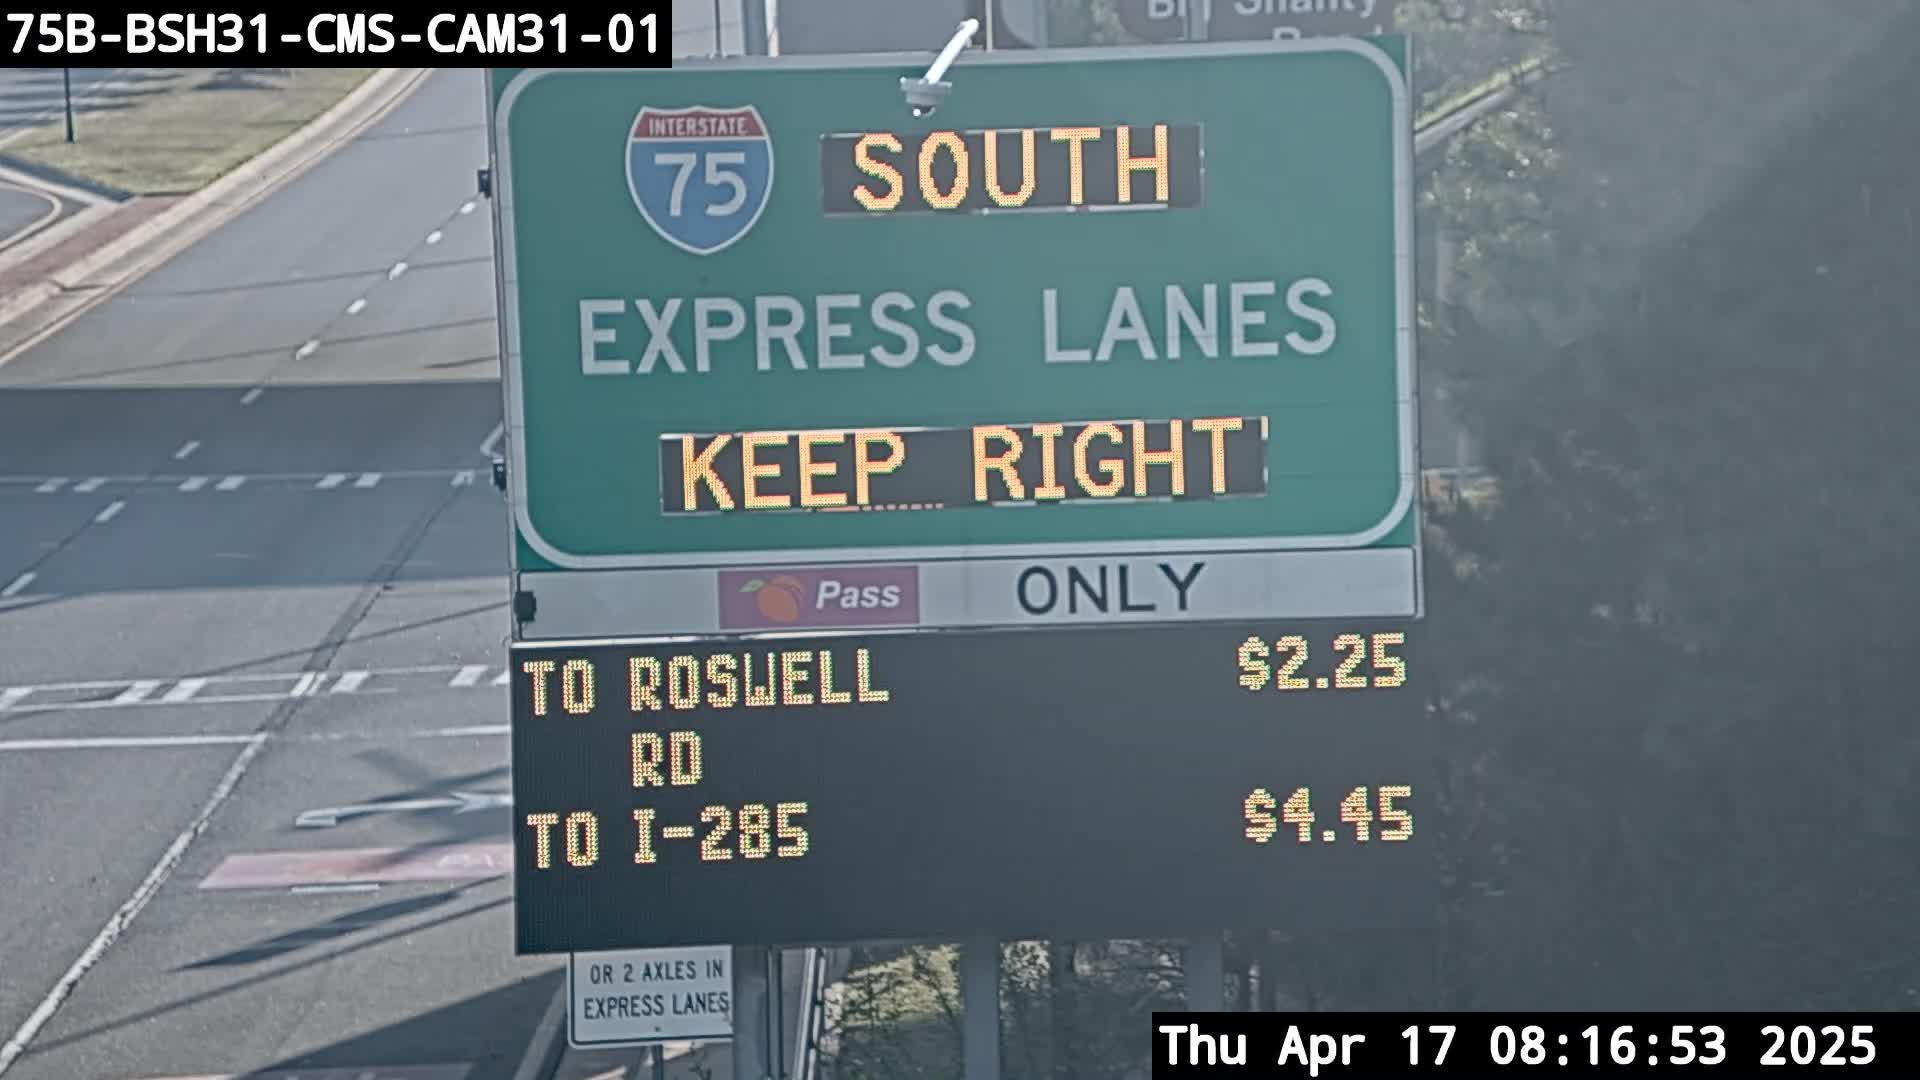 75B-BSH31-CMS-CAM31-01
Shanty
INTERSTATE
75
SOUTH
EXPRESS LANES
KEEP RIGHT
Pass ONLY
TO ROSWELL $2.25
RD
TO I-285 $4.45
OR 2 AXLES IN
EXPRESS LANES
Thu Apr 17 08:16:53 2025